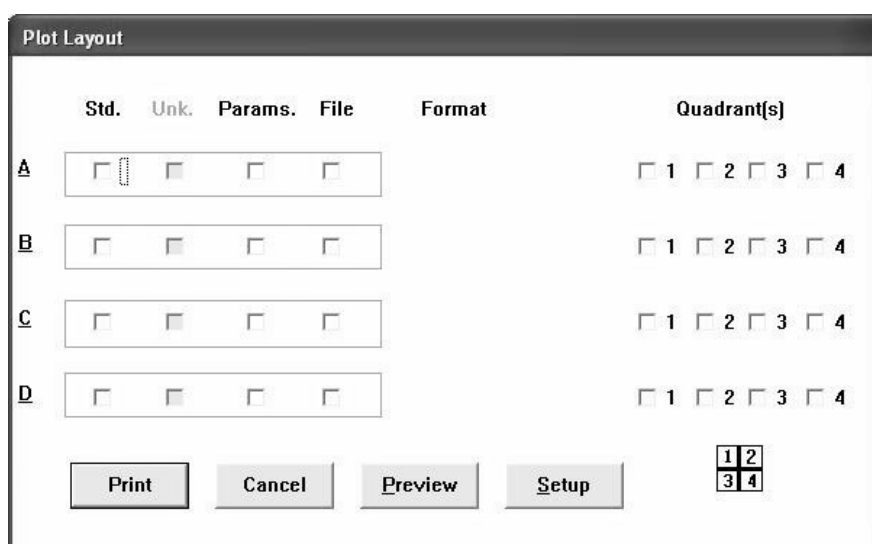 Plot Layout
Std. Unk. Params. File Format Quadrant(s)
A 1 2 3 4
B 1 2 3 4
C 1 2 3 4
D 1 2 3 4
Print Cancel Preview Setup
1 2
3 4